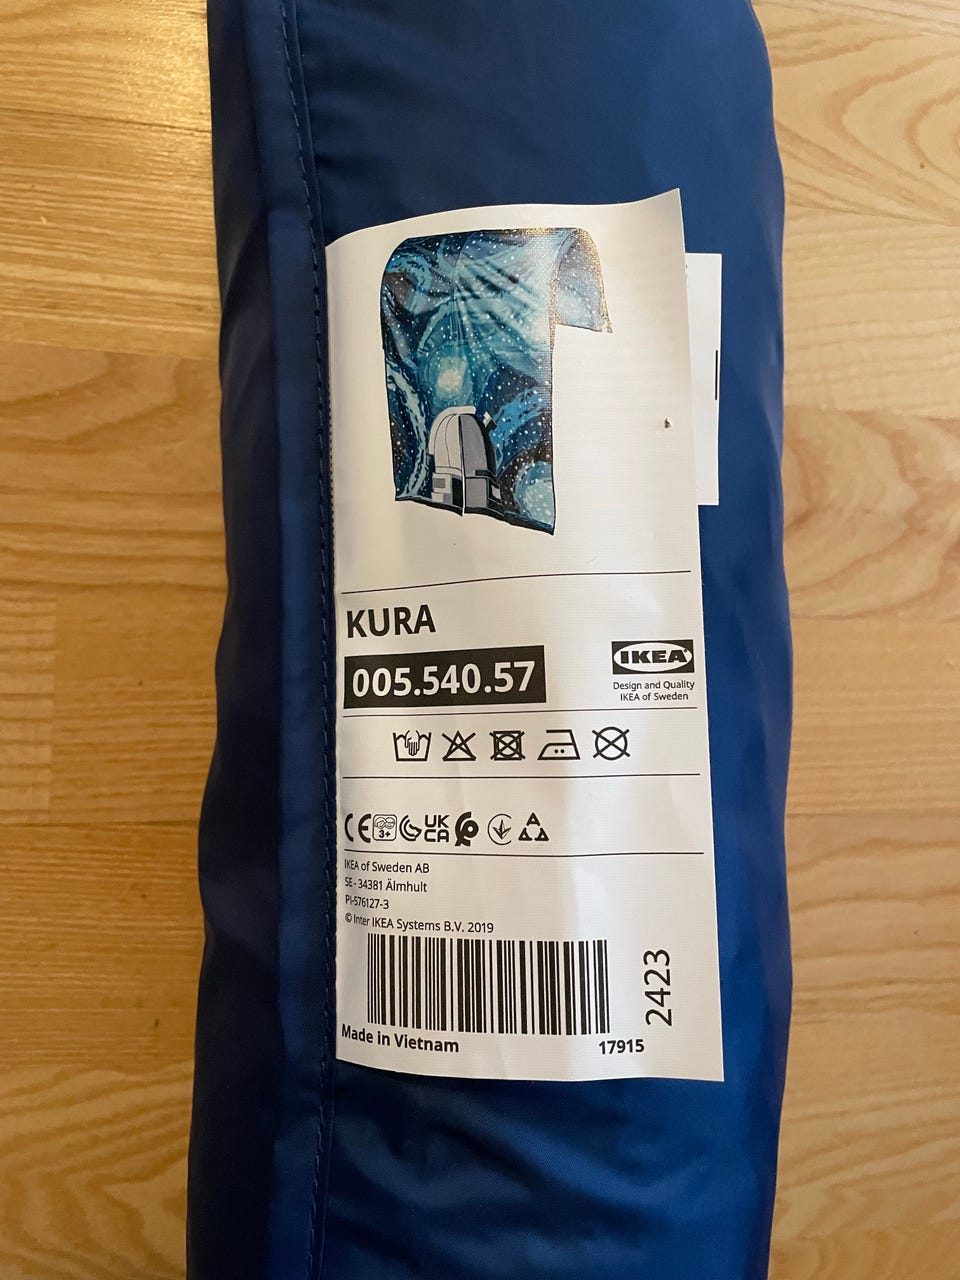 KURA
005.540.57
IKEA
Design and Quality
IKEA of Sweden
CE 3+ UK CA
A
IKEA of Sweden AB
SE - 34381 Älmhult
PI-576127-3
© Inter IKEA Systems B.V. 2019
2423
Made in Vietnam
17915